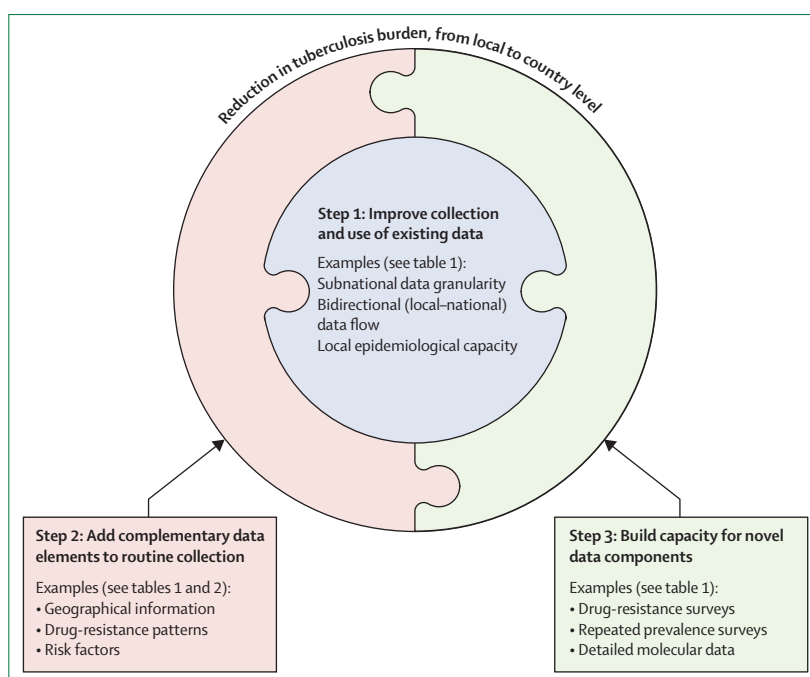 Reduction in tuberculosis burden, from local to country level
Step 1: Improve collection
and use of existing data
Examples (see table 1):
Subnational data granularity
Bidirectional (local–national)
data flow
Local epidemiological capacity
Step 2: Add complementary data
elements to routine collection
Examples (see tables 1 and 2):
• Geographical information
• Drug-resistance patterns
• Risk factors
Step 3: Build capacity for novel
data components
Examples (see table 1):
• Drug-resistance surveys
• Repeated prevalence surveys
• Detailed molecular data